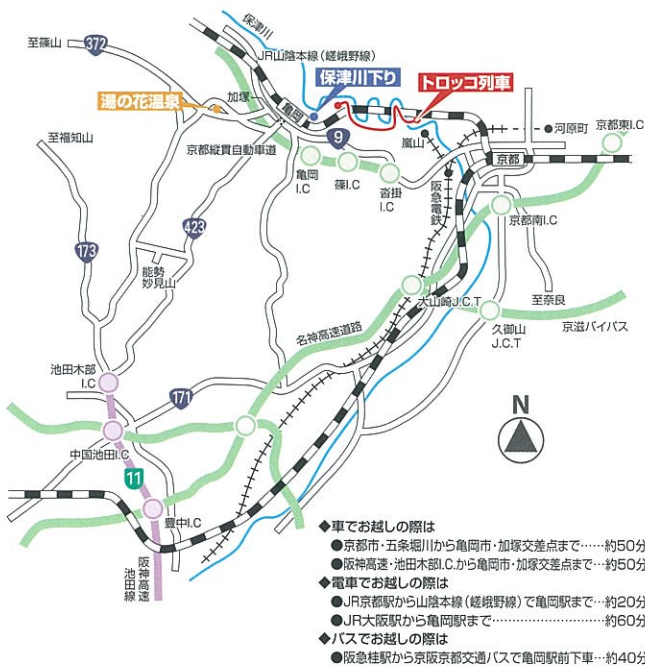 保津川
至篠山
372
JR山陰本線(嵯峨野線)
保津川下り
トロッコ列車
湯の花温泉
加塚
亀岡
9
至福知山
京都縦貫自動車道
亀岡
I.C
篠I.C
沓掛
I.C
嵐山
河原町
京都東I.C
京都
阪急電鉄
京都南I.C
173
423
能勢
妙見山
大山崎J.C.T
至奈良
久御山
J.C.T
京滋バイパス
名神高速道路
池田木部
I.C
171
中国池田I.C
11
豊中I.C
阪神高速
池田線
N
◆車でお越しの際は
●京都市・五条堀川から亀岡市・加塚交差点まで……約50分
●阪神高速・池田木部I.C.から亀岡市・加塚交差点まで…約50分
◆電車でお越しの際は
●JR京都駅から山陰本線(嵯峨野線)で亀岡駅まで…約20分
●JR大阪駅から亀岡駅まで……………………………約60分
◆バスでお越しの際は
●阪急桂駅から京阪京都交通バスで亀岡駅前下車…約40分